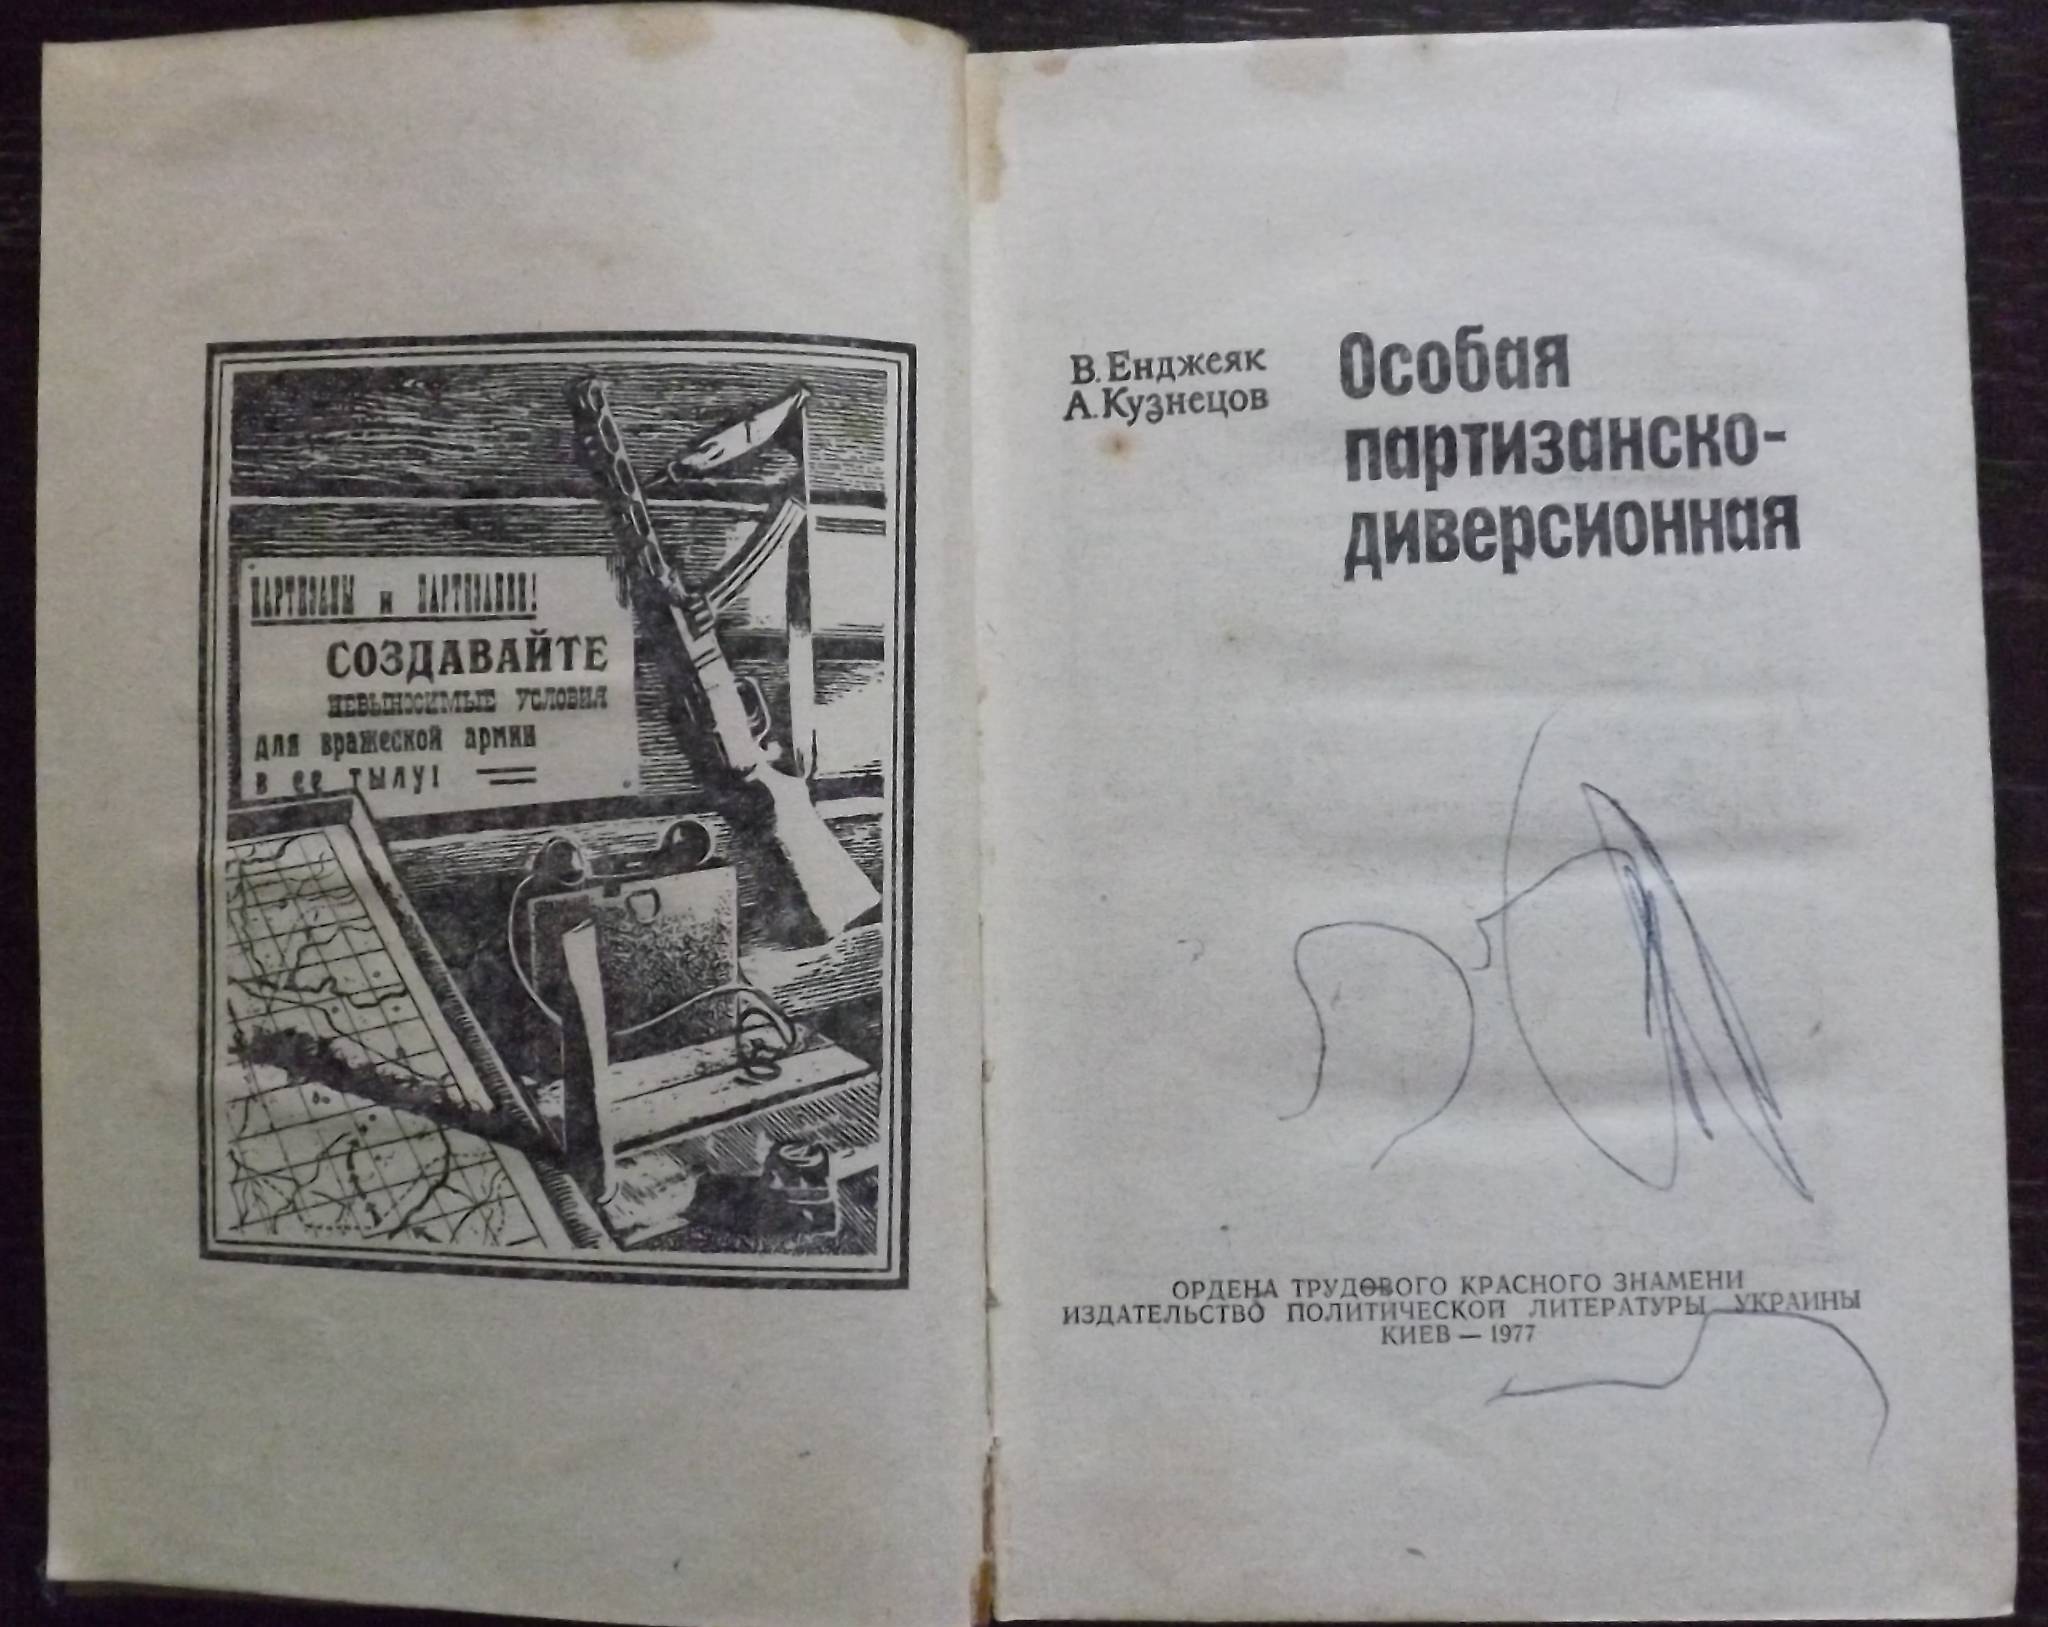 ПАРТИЗАНЫ и ПАРТИЗАНКИ!
СОЗДАВАЙТЕ
НЕВЫНОСИМЫЕ УСЛОВИЯ
для вражеской армии
в ее тылу!
В. Енджеяк
А. Кузнецов
Особая
партизанско-
диверсионная
ОРДЕНА ТРУДОВОГО КРАСНОГО ЗНАМЕНИ
ИЗДАТЕЛЬСТВО ПОЛИТИЧЕСКОЙ ЛИТЕРАТУРЫ УКРАИНЫ
КИЕВ — 1977